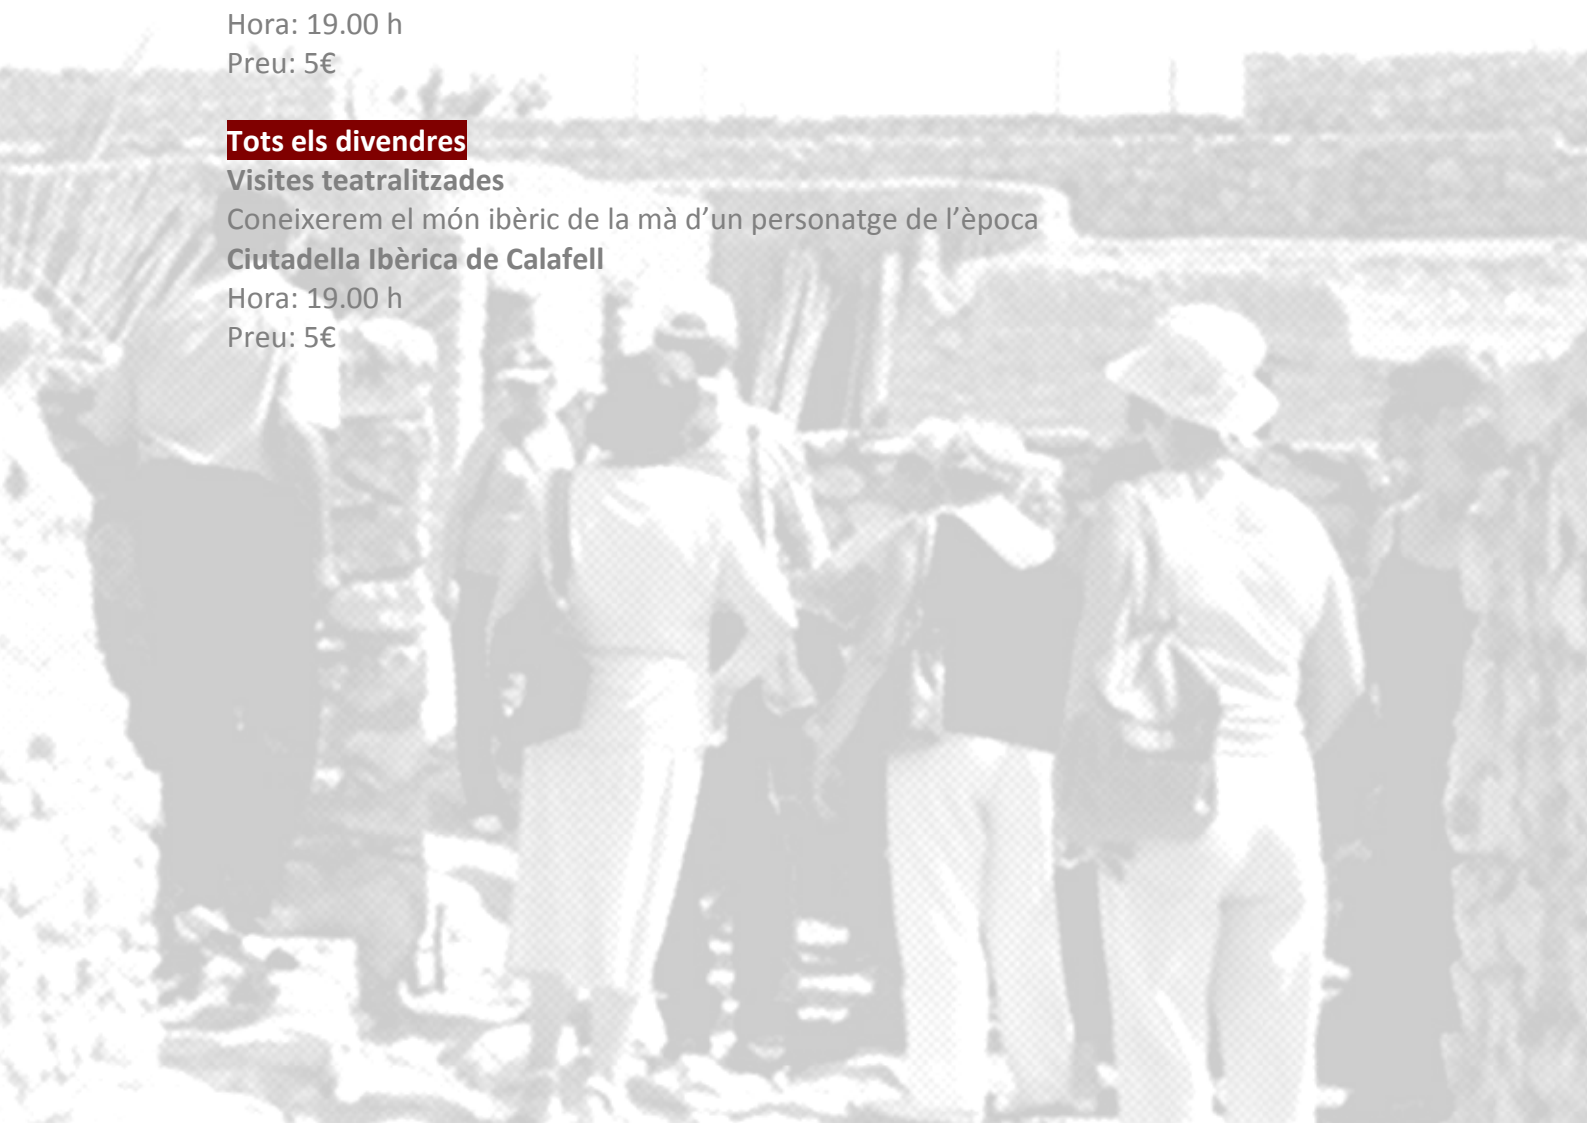 Hora: 19.00 h
Preu: 5€
Tots els divendres
Visites teatralitzades
Coneixerem el món ibèric de la mà d’un personatge de l’època
Ciutadella Ibèrica de Calafell
Hora: 19.00 h
Preu: 5€